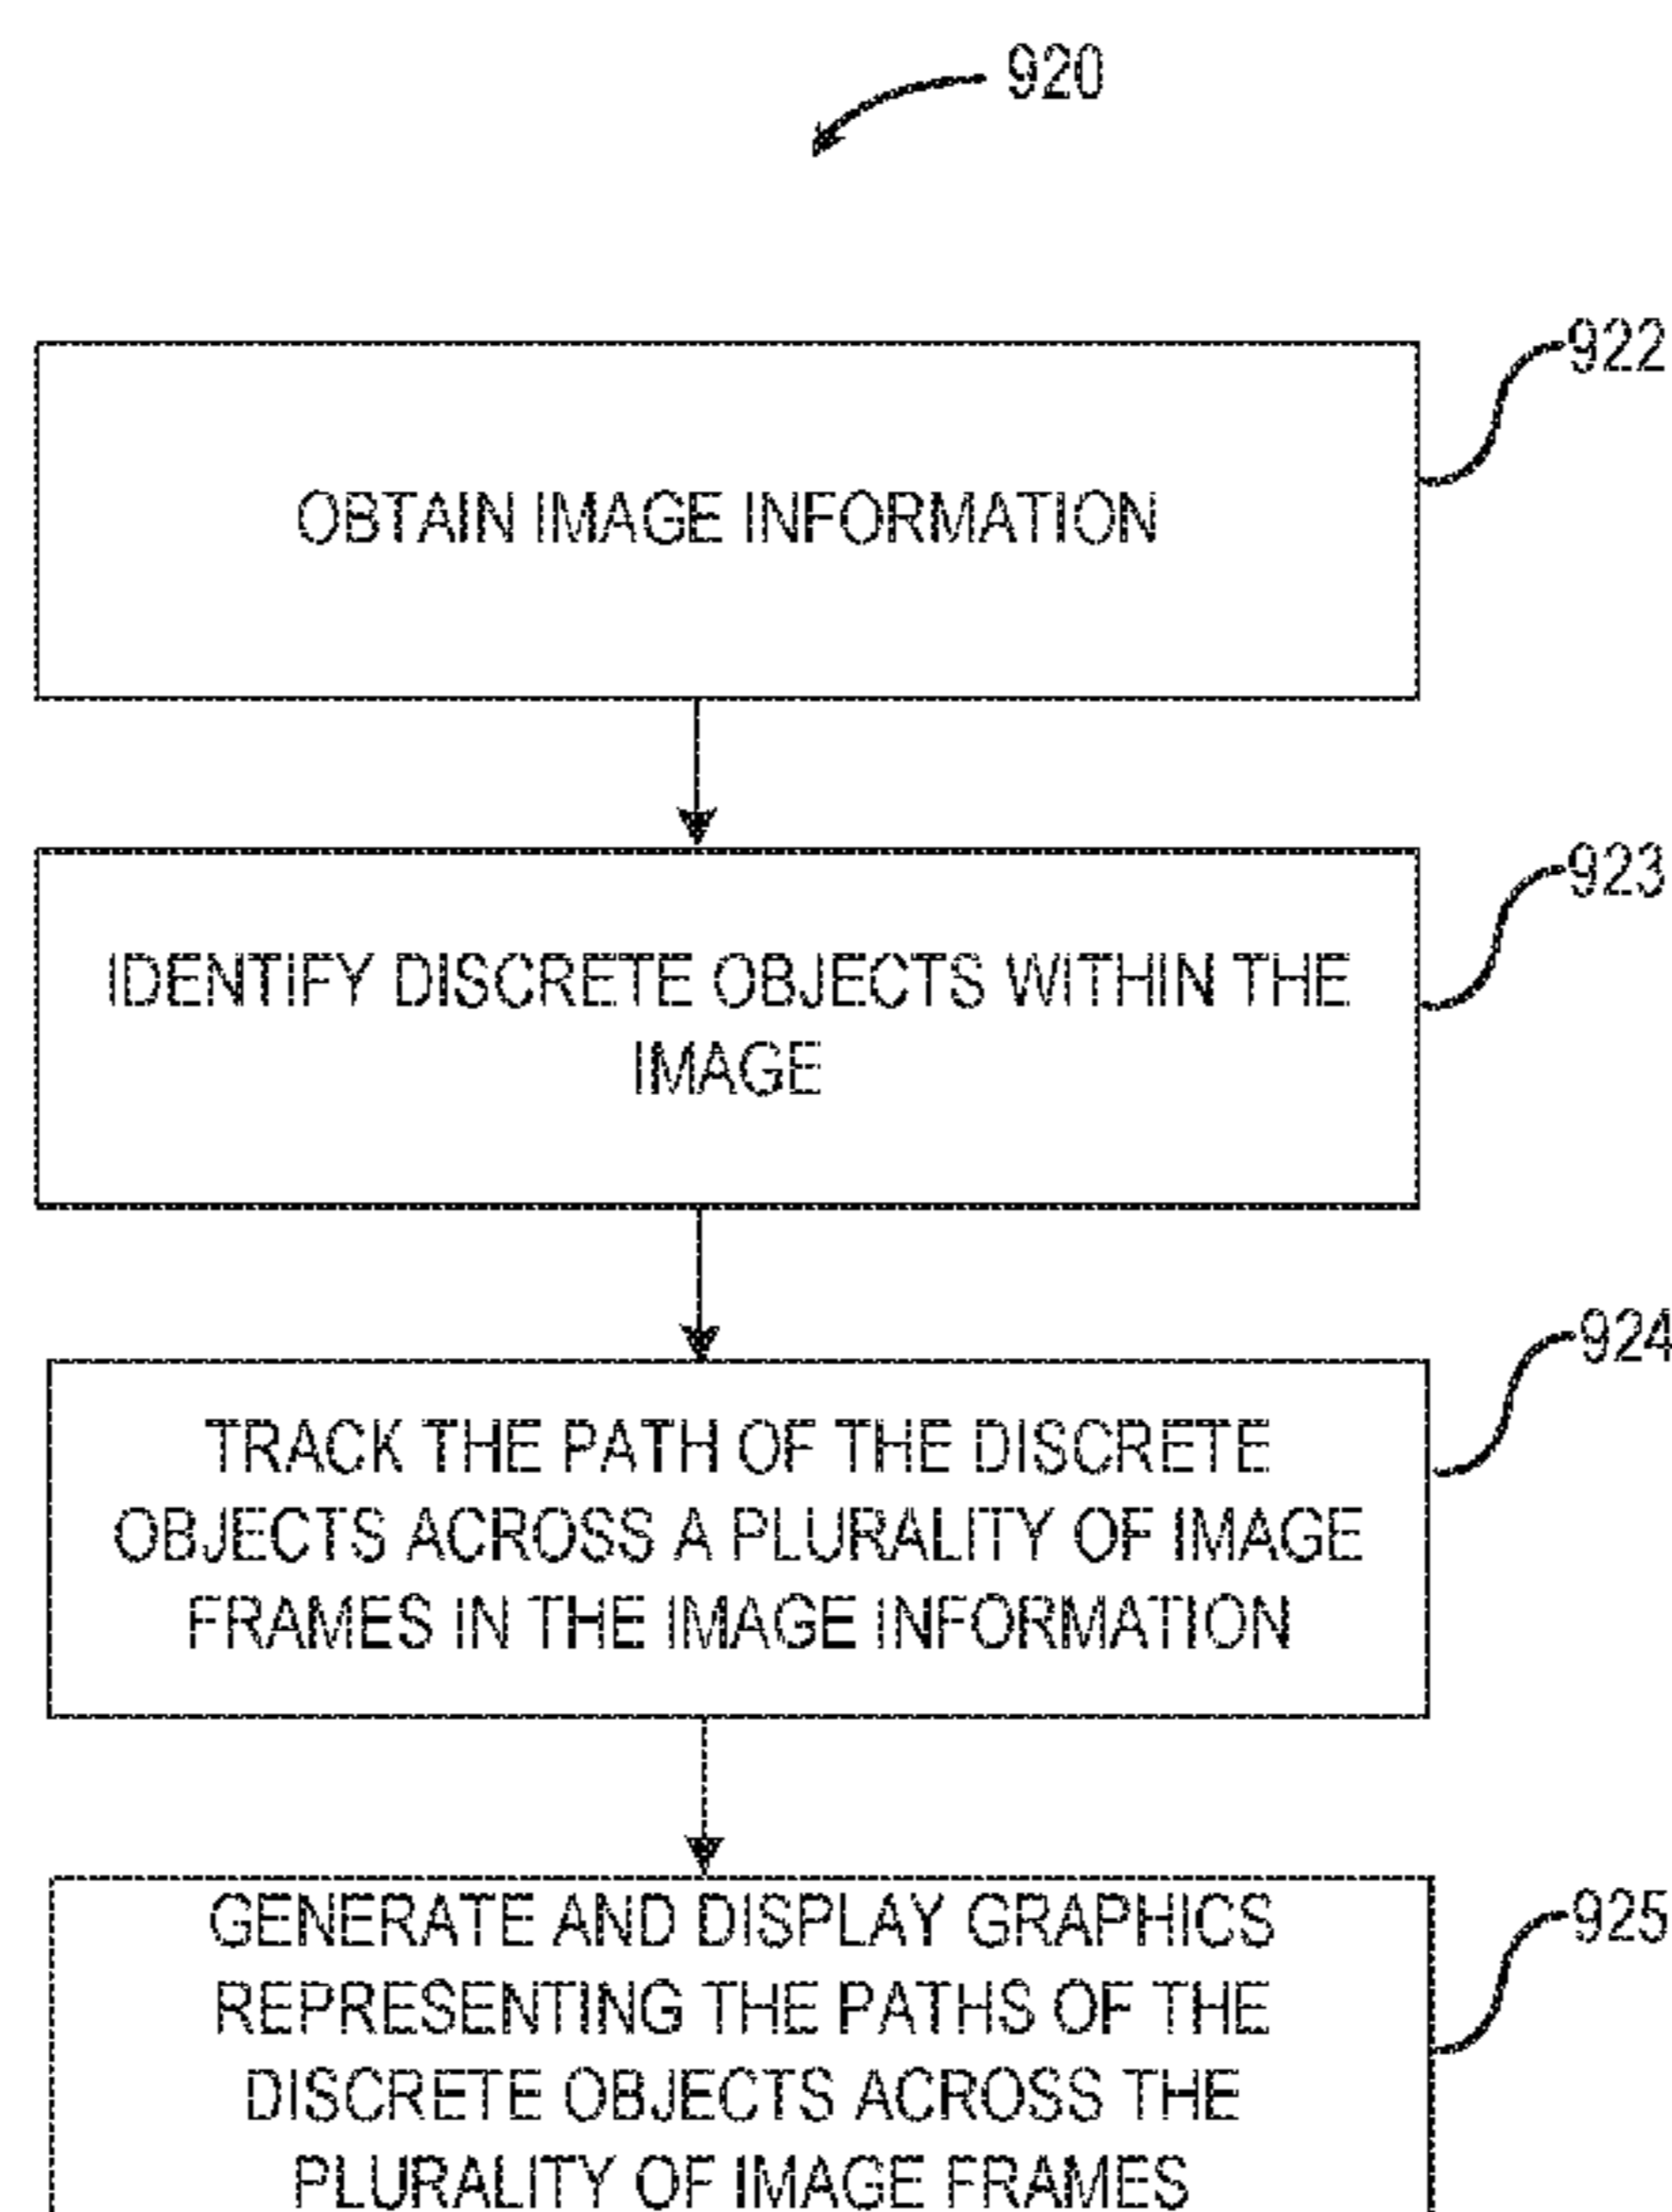 920
922
OBTAIN IMAGE INFORMATION
923
IDENTIFY DISCRETE OBJECTS WITHIN THE
IMAGE
924
TRACK THE PATH OF THE DISCRETE
OBJECTS ACROSS A PLURALITY OF IMAGE
FRAMES IN THE IMAGE INFORMATION
925
GENERATE AND DISPLAY GRAPHICS
REPRESENTING THE PATHS OF THE
DISCRETE OBJECTS ACROSS THE
PLURALITY OF IMAGE FRAMES